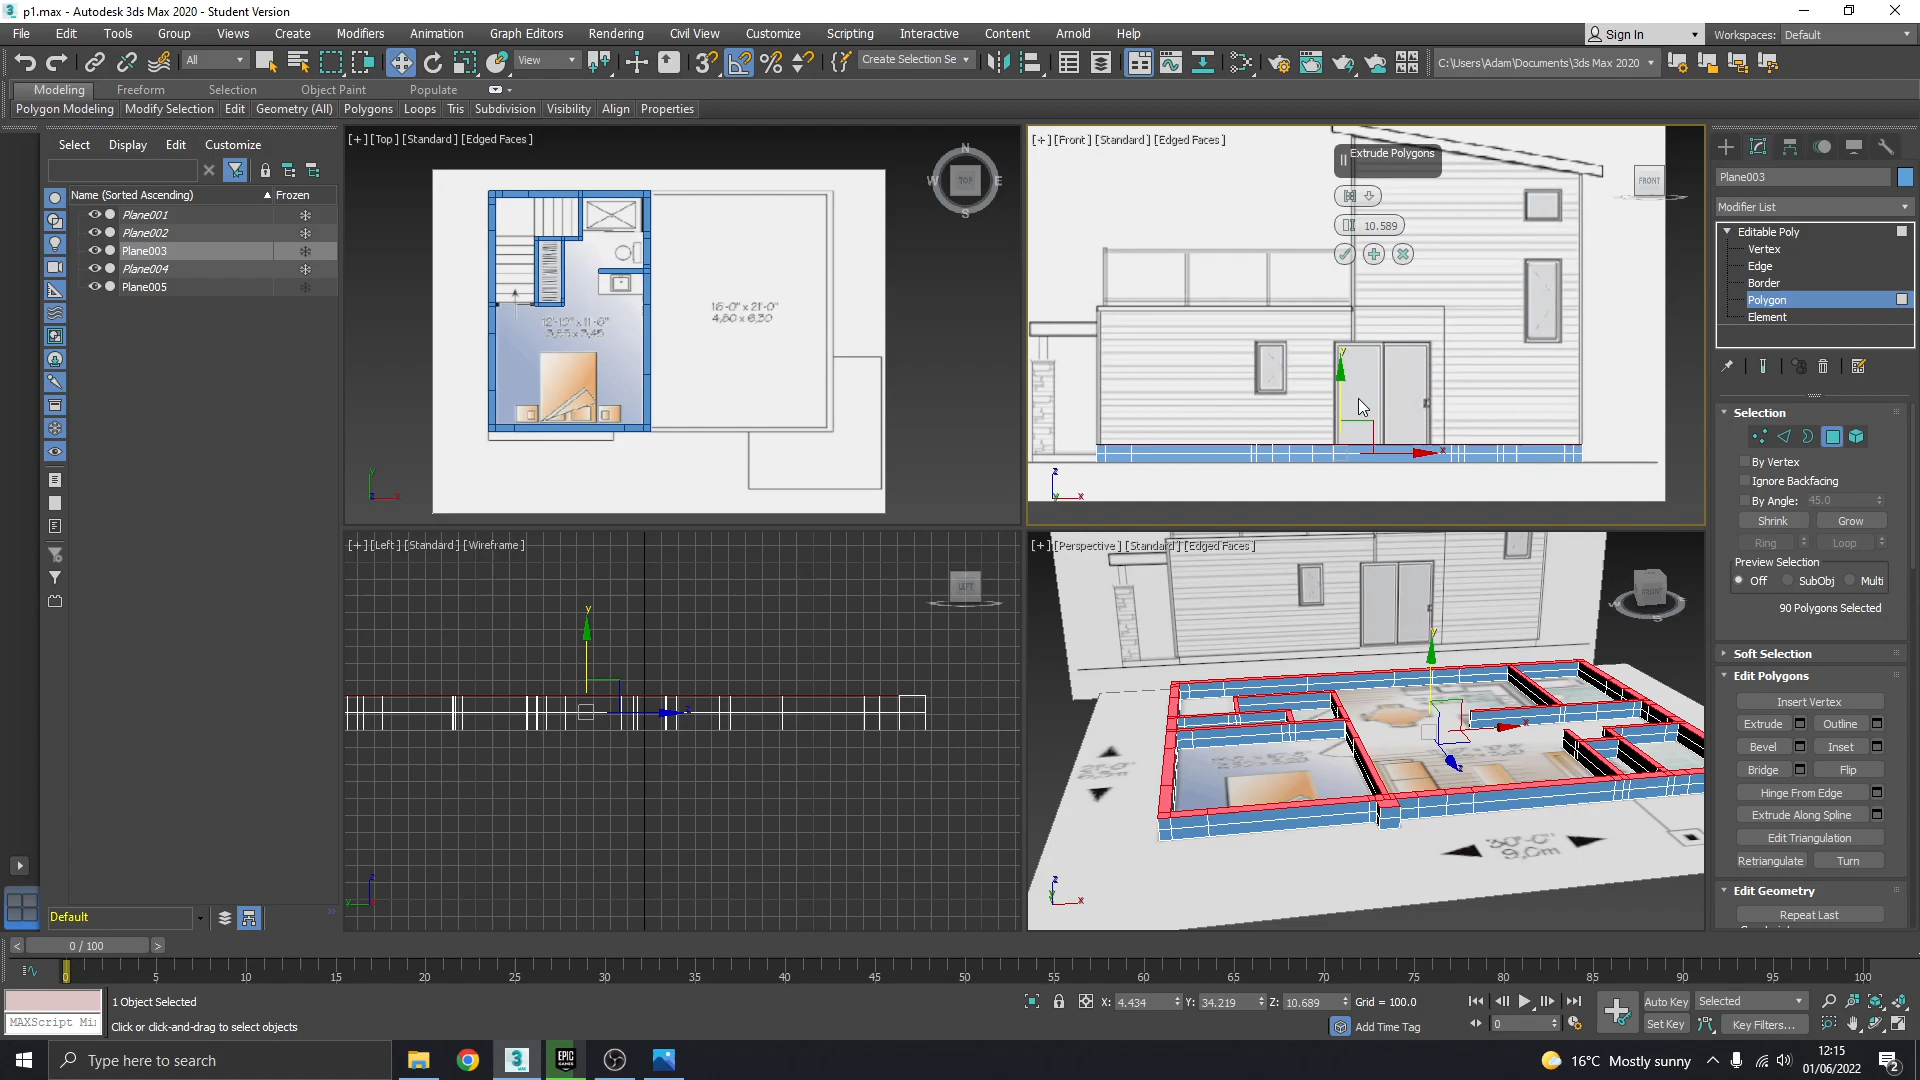 p1.max - Autodesk 3ds Max 2020 - Student Version
File Edit Tools Group Views Create Modifiers Animation Graph Editors Rendering Civil View Customize Scripting Interactive Content Arnold Help
Sign In Workspaces: Default
All View Create Selection Se C:\Users\Adam\Documents\3ds Max 2020
Modeling Freeform Selection Object Paint Populate
Polygon Modeling Modify Selection Edit Geometry (All) Polygons Loops Tris Subdivision Visibility Align Properties
Select Display Edit Customize
Name (Sorted Ascending) Frozen
Plane001
Plane002
Plane003
Plane004
Plane005
Default
[+] [Top] [Standard] [Edged Faces]
N
W TOP E
S
4,80 x 6,30
[+] [Front] [Standard] [Edged Faces]
Extrude Polygons
10.589
FRONT
[+] [Left] [Standard] [Wireframe]
LEFT
[+] [Perspective] [Standard] [Edged Faces]
FRONT
30'-0"
9,0m
Plane003
Modifier List
Editable Poly
Vertex
Edge
Border
Polygon
Element
Selection
By Vertex
Ignore Backfacing
By Angle: 45.0
Shrink Grow
Ring Loop
Preview Selection
Off SubObj Multi
90 Polygons Selected
Soft Selection
Edit Polygons
Insert Vertex
Extrude Outline
Bevel Inset
Bridge Flip
Hinge From Edge
Extrude Along Spline
Edit Triangulation
Retriangulate Turn
Edit Geometry
Repeat Last
< 0 / 100 >
0 5 10 15 20 25 30 35 40 45 50 55 60 65 70 75 80 85 90 95 100
MAXScript Mi
1 Object Selected
Click or click-and-drag to select objects
X: 4.434 Y: 34.219 Z: 10.689 Grid = 100.0
Add Time Tag
0
Auto Key Selected
Set Key Key Filters...
Type here to search
EPIC GAMES
16°C Mostly sunny
12:15
01/06/2022
2